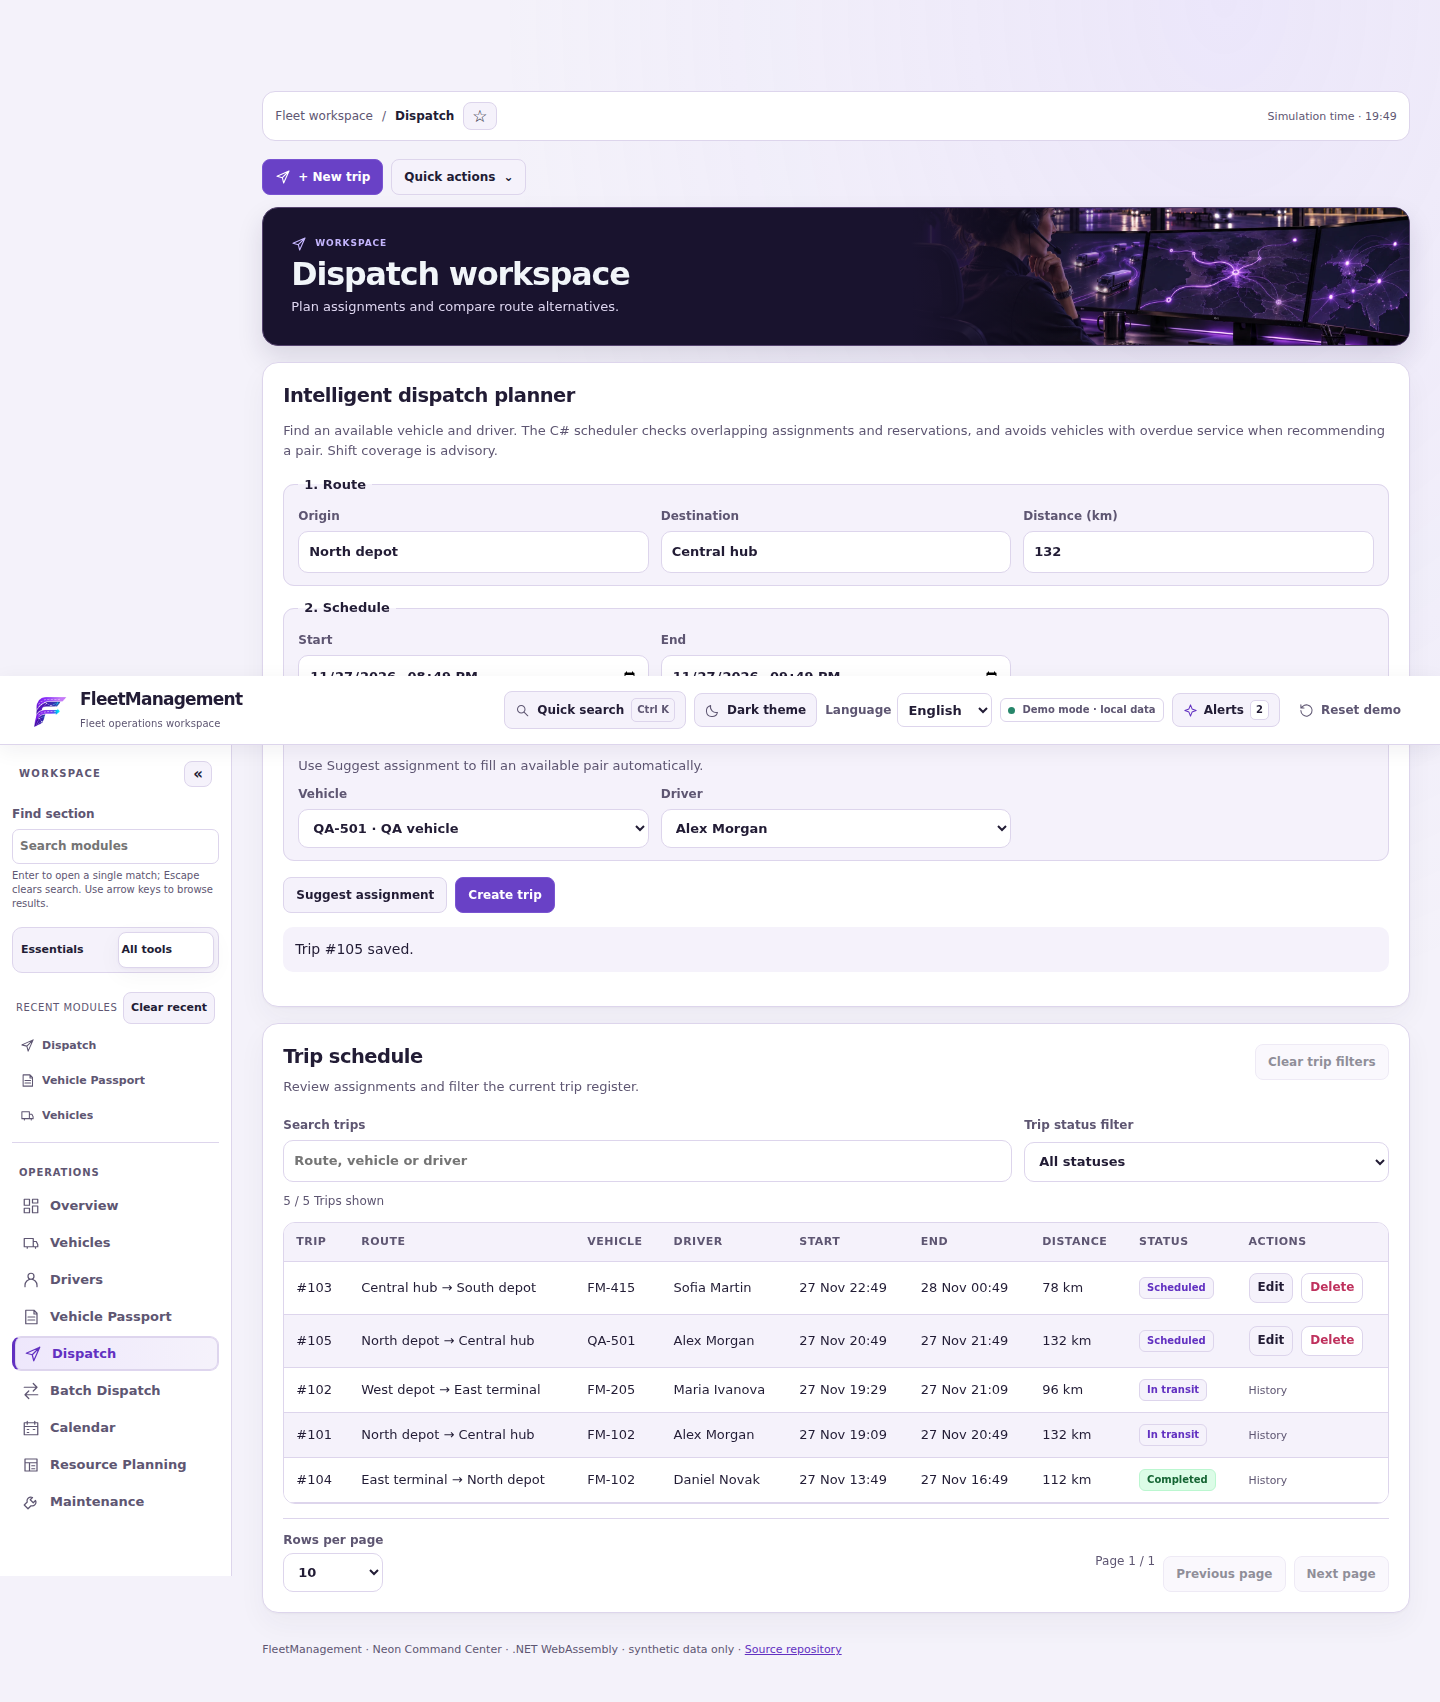 Fleet workspace / Dispatch ☆
Simulation time · 19:49
+ New trip
Quick actions
WORKSPACE
Dispatch workspace
Plan assignments and compare route alternatives.
Intelligent dispatch planner
Find an available vehicle and driver. The C# scheduler checks overlapping assignments and reservations, and avoids vehicles with overdue service when recommending
a pair. Shift coverage is advisory.
1. Route
Origin
Destination
Distance (km)
North depot
Central hub
132
2. Schedule
Start
End
11/27/2026, 08:49 PM
11/27/2026, 09:49 PM
FleetManagement
Fleet operations workspace
Quick search Ctrl K
Dark theme
Language
English
Demo mode · local data
Alerts 2
Reset demo
WORKSPACE
«
Find section
Search modules
Enter to open a single match; Escape
clears search. Use arrow keys to browse
results.
Essentials
All tools
RECENT MODULES
Clear recent
Dispatch
Vehicle Passport
Vehicles
OPERATIONS
Overview
Vehicles
Drivers
Vehicle Passport
Dispatch
Batch Dispatch
Calendar
Resource Planning
Maintenance
Use Suggest assignment to fill an available pair automatically.
Vehicle
Driver
QA-501 · QA vehicle
Alex Morgan
Suggest assignment
Create trip
Trip #105 saved.
Trip schedule
Clear trip filters
Review assignments and filter the current trip register.
Search trips
Trip status filter
Route, vehicle or driver
All statuses
5 / 5 Trips shown
TRIP ROUTE VEHICLE DRIVER START END DISTANCE STATUS ACTIONS
#103 Central hub → South depot FM-415 Sofia Martin 27 Nov 22:49 28 Nov 00:49 78 km Scheduled Edit Delete
#105 North depot → Central hub QA-501 Alex Morgan 27 Nov 20:49 27 Nov 21:49 132 km Scheduled Edit Delete
#102 West depot → East terminal FM-205 Maria Ivanova 27 Nov 19:29 27 Nov 21:09 96 km In transit History
#101 North depot → Central hub FM-102 Alex Morgan 27 Nov 19:09 27 Nov 20:49 132 km In transit History
#104 East terminal → North depot FM-102 Daniel Novak 27 Nov 13:49 27 Nov 16:49 112 km Completed History
Rows per page
10
Page 1 / 1
Previous page
Next page
FleetManagement · Neon Command Center · .NET WebAssembly · synthetic data only · Source repository